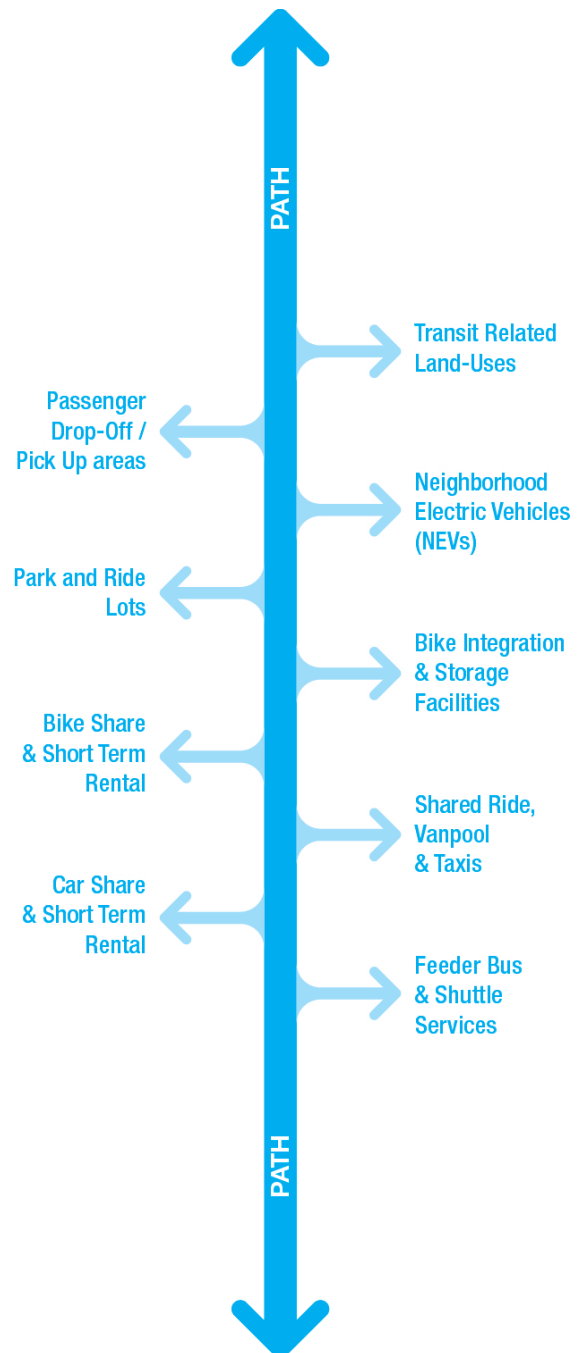 PATH
Transit Related
Land-Uses
Passenger
Drop-Off /
Pick Up areas
Neighborhood
Electric Vehicles
(NEVs)
Park and Ride
Lots
Bike Integration
& Storage
Facilities
Bike Share
& Short Term
Rental
Shared Ride,
Vanpool
& Taxis
Car Share
& Short Term
Rental
Feeder Bus
& Shuttle
Services
PATH